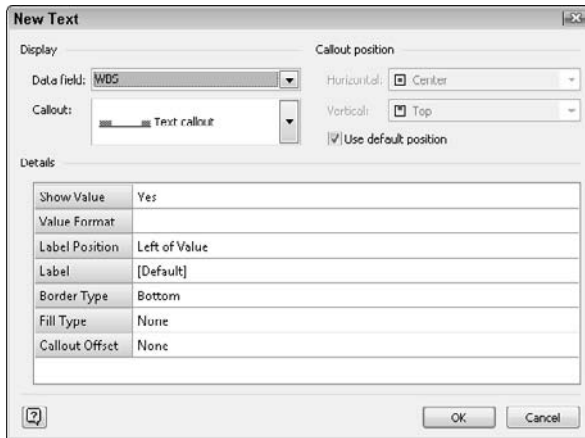 New Text
Display
Data field: WBS
Callout: Text callout
Callout position
Horizontal: Center
Vertical: Top
Use default position
Details
Show Value Yes
Value Format
Label Position Left of Value
Label [Default]
Border Type Bottom
Fill Type None
Callout Offset None
OK Cancel